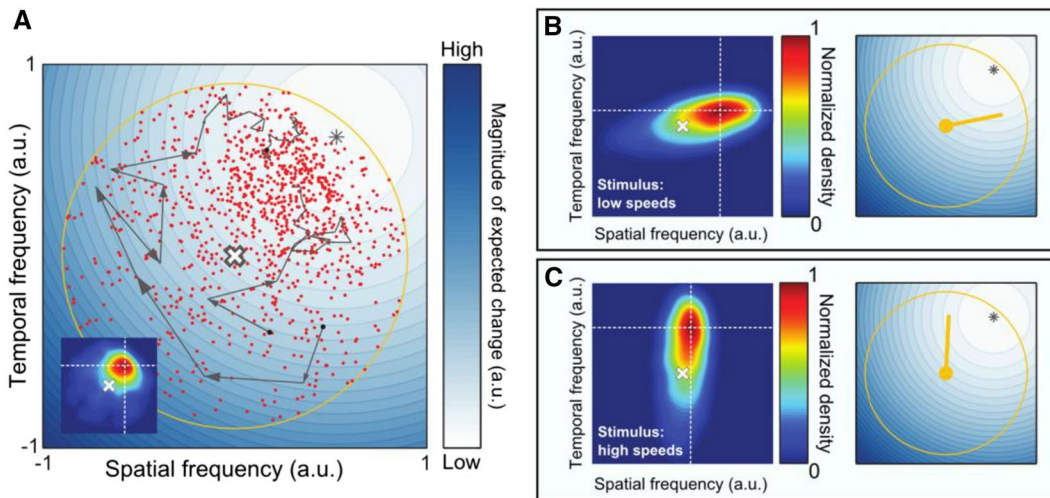 A
1
Temporal frequency (a.u.)
-1
-1
Spatial frequency (a.u.)
1
High
Magnitude of expected change (a.u.)
Low
B
Temporal frequency (a.u.)
Stimulus:
low speeds
Spatial frequency (a.u.)
1
Normalized density
0
C
Temporal frequency (a.u.)
Stimulus:
high speeds
Spatial frequency (a.u.)
1
Normalized density
0